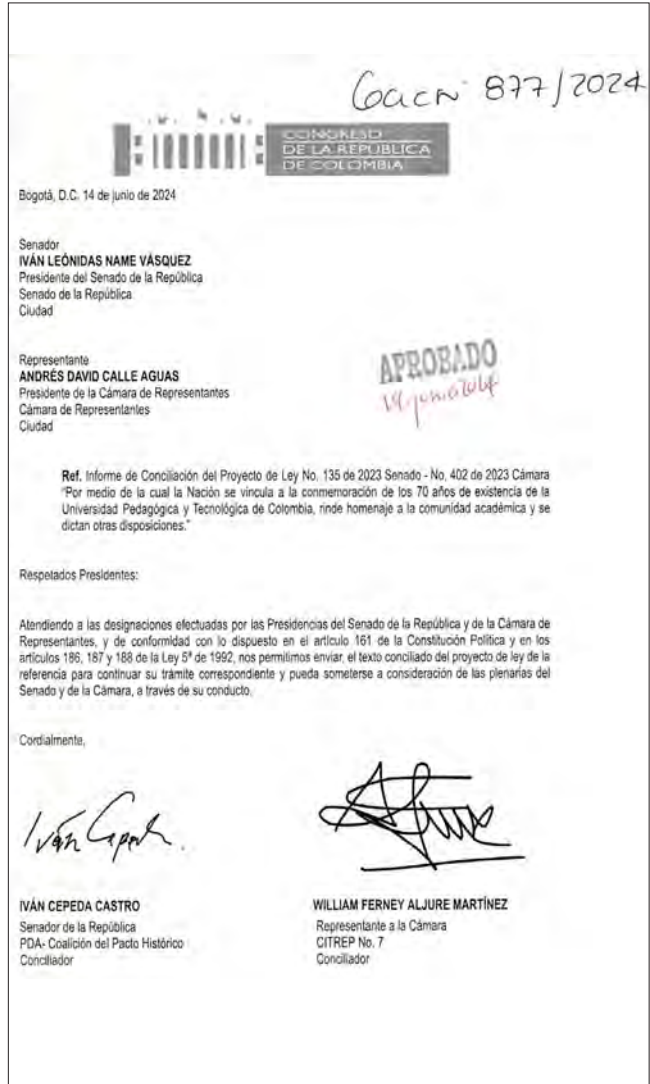 Gaceta 877/2024
CONGRESO
DE LA REPÚBLICA
DE COLOMBIA
Bogotá, D.C. 14 de junio de 2024
Senador
IVÁN LEÓNIDAS NAME VÁSQUEZ
Presidente del Senado de la República
Senado de la República
Ciudad
Representante
ANDRÉS DAVID CALLE AGUAS
Presidente de la Cámara de Representantes
Cámara de Representantes
Ciudad
APROBADO
Ref. Informe de Conciliación del Proyecto de Ley No. 135 de 2023 Senado - No. 402 de 2023 Cámara
"Por medio de la cual la Nación se vincula a la conmemoración de los 70 años de existencia de la
Universidad Pedagógica y Tecnológica de Colombia, rinde homenaje a la comunidad académica y se
dictan otras disposiciones."
Respetados Presidentes:
Atendiendo a las designaciones efectuadas por las Presidencias del Senado de la República y de la Cámara de
Representantes, y de conformidad con lo dispuesto en el artículo 161 de la Constitución Política y en los
artículos 186, 187 y 188 de la Ley 5ª de 1992, nos permitimos enviar, el texto conciliado del proyecto de ley de la
referencia para continuar su trámite correspondiente y pueda someterse a consideración de las plenarias del
Senado y de la Cámara, a través de su conducto.
Cordialmente,
Iván Cepeda.
IVÁN CEPEDA CASTRO
Senador de la República
PDA- Coalición del Pacto Histórico
Conciliador
WILLIAM FERNEY ALJURE MARTÍNEZ
Representante a la Cámara
CITREP No. 7
Conciliador